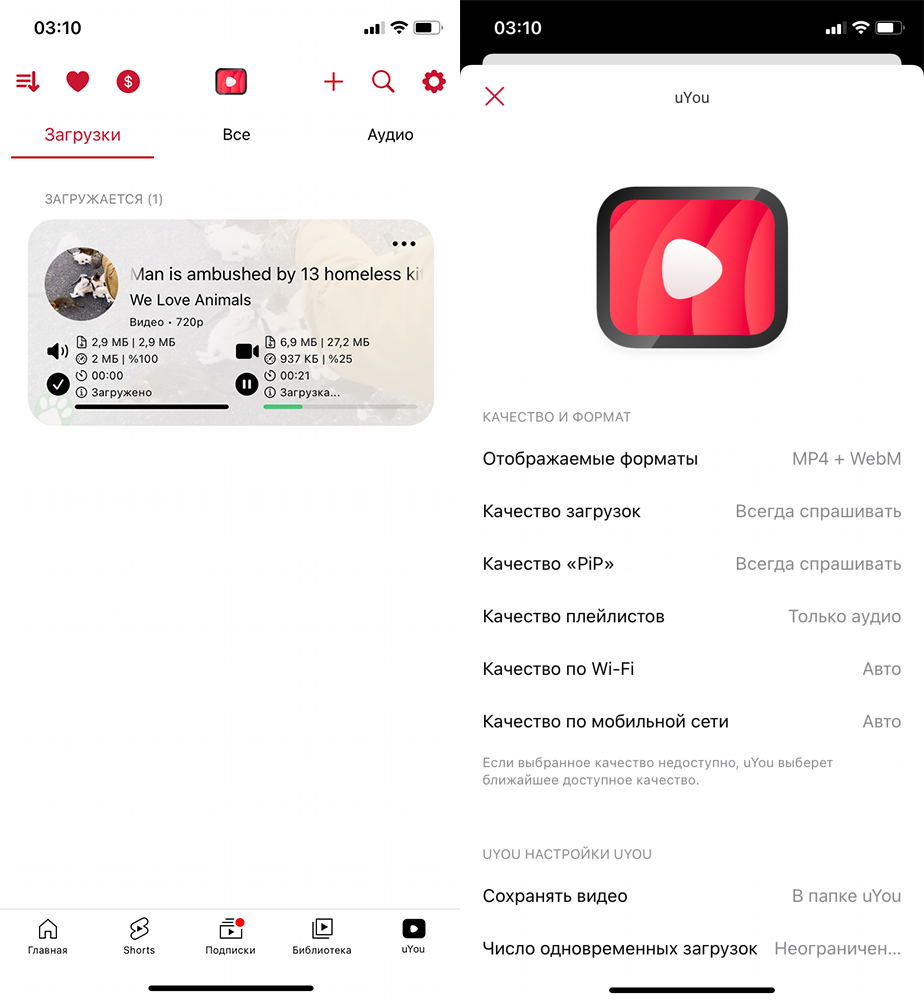 03:10
$
Загрузки
Все
Аудио
ЗАГРУЖАЕТСЯ (1)
Man is ambushed by 13 homeless ki
We Love Animals
Видео • 720p
2,9 МБ | 2,9 МБ
2 МБ | %100
00:00
Загружено
6,9 МБ | 27,2 МБ
937 КБ | %25
00:21
Загрузка...
Главная
Shorts
Подписки
Библиотека
uYou
03:10
uYou
КАЧЕСТВО И ФОРМАТ
Отображаемые форматы
MP4 + WebM
Качество загрузок
Всегда спрашивать
Качество «PiP»
Всегда спрашивать
Качество плейлистов
Только аудио
Качество по Wi-Fi
Авто
Качество по мобильной сети
Авто
Если выбранное качество недоступно, uYou выберет
ближайшее доступное качество.
UYOU НАСТРОЙКИ UYOU
Сохранять видео
В папке uYou
Число одновременных загрузок
Неограничен...